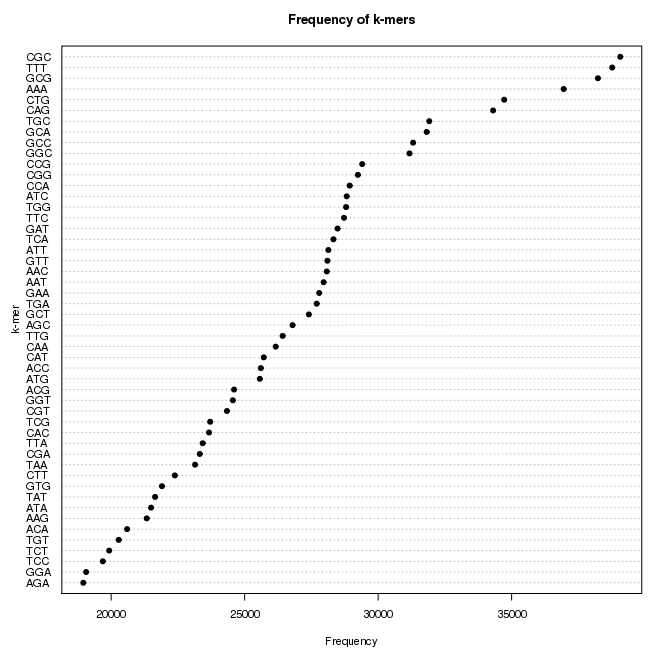 Frequency of k-mers
CGC
TTT
GCG
AAA
CTG
CAG
TGC
GCA
GCC
GGC
CCG
CGG
CCA
ATC
TGG
TTC
GAT
TCA
ATT
GTT
AAC
AAT
GAA
TGA
GCT
AGC
TTG
CAA
CAT
ACC
ATG
ACG
GGT
CGT
TCG
CAC
TTA
CGA
TAA
CTT
GTG
TAT
ATA
AAG
ACA
TGT
TCT
TCC
GGA
AGA
k-mer
20000 25000 30000 35000
Frequency